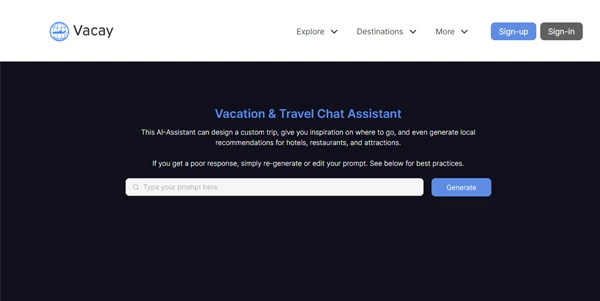 Vacay
Explore
Destinations
More
Sign-up
Sign-in
Vacation & Travel Chat Assistant
This AI-Assistant can design a custom trip, give you inspiration on where to go, and even generate local
recommendations for hotels, restaurants, and attractions.
If you get a poor response, simply re-generate or edit your prompt. See below for best practices.
Type your prompt here
Generate